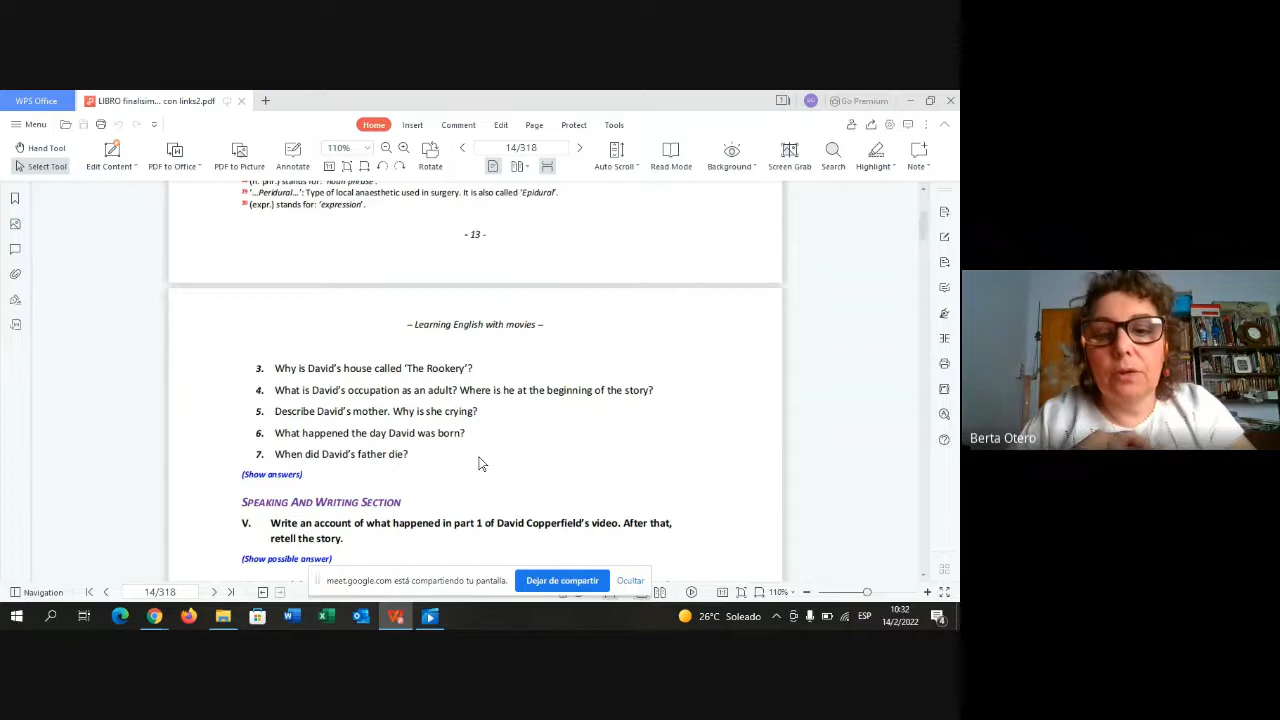 WPS Office
LIBRO finalisim... con links2.pdf
Go Premium
Menu
Home
Insert
Comment
Edit
Page
Protect
Tools
Hand Tool
Select Tool
Edit Content
PDF to Office
PDF to Picture
Annotate
110%
Rotate
14/318
Auto Scroll
Read Mode
Background
Screen Grab
Search
Highlight
Note
(n. phr.) stands for: 'noun phrase'.
29 '...Peridural...': Type of local anaesthetic used in surgery. It is also called 'Epidural'.
30 (expr.) stands for: 'expression'.
- 13 -
– Learning English with movies –
3. Why is David's house called 'The Rookery'?
4. What is David's occupation as an adult? Where is he at the beginning of the story?
5. Describe David's mother. Why is she crying?
6. What happened the day David was born?
7. When did David's father die?
(Show answers)
SPEAKING AND WRITING SECTION
V. Write an account of what happened in part 1 of David Copperfield's video. After that,
retell the story.
(Show possible answer)
meet.google.com está compartiendo tu pantalla.
Dejar de compartir
Ocultar
Navigation
14/318
110%
26°C Soleado
ESP
10:32
14/2/2022
4
Berta Otero